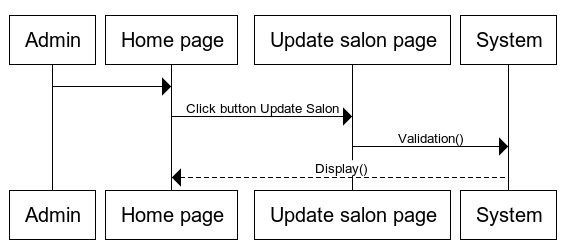 Admin
Home page
Update salon page
System
Click button Update Salon
Validation()
Display()
Admin
Home page
Update salon page
System